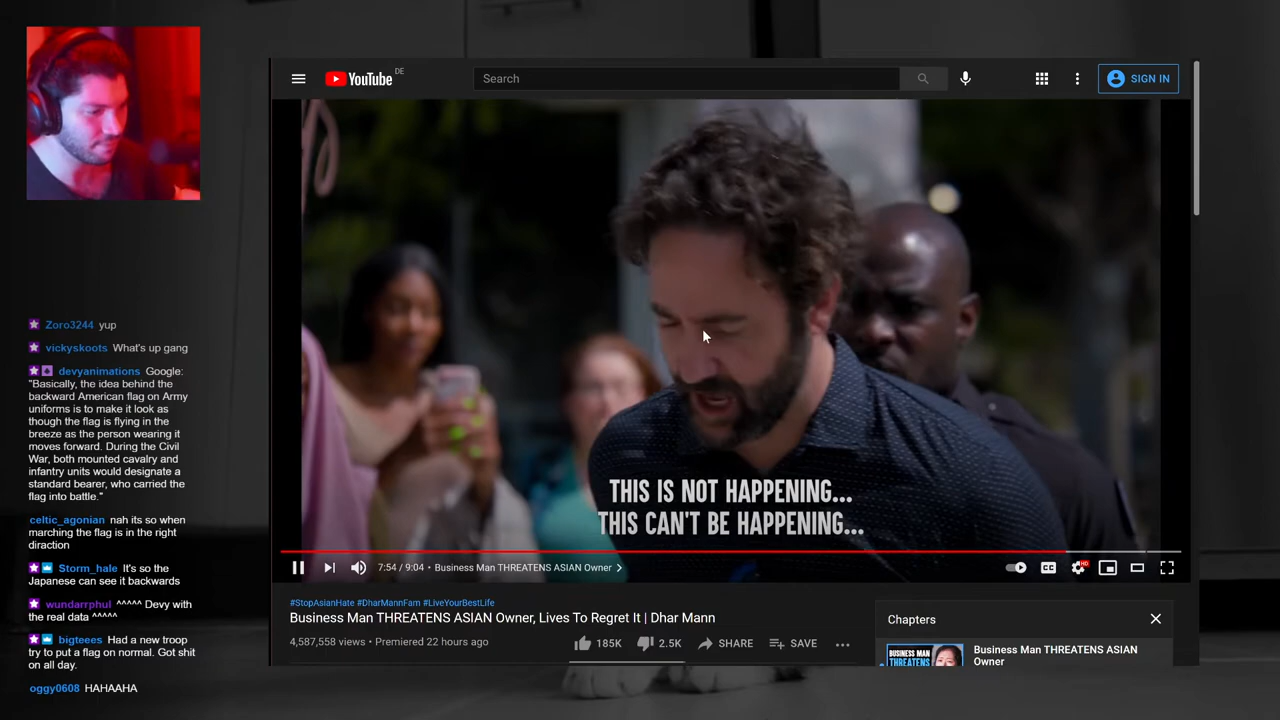 YouTube DE
Search
SIGN IN
THIS IS NOT HAPPENING...
THIS CAN'T BE HAPPENING...
7:54 / 9:04 • Business Man THREATENS ASIAN Owner
CC
HD
#StopAsianHate #DharMannFam #LiveYourBestLife
Business Man THREATENS ASIAN Owner, Lives To Regret It | Dhar Mann
4,587,558 views • Premiered 22 hours ago
185K
2.5K
SHARE
SAVE
Chapters
BUSINESS MAN
THREATENS
Business Man THREATENS ASIAN
Owner
Zoro3244 yup
vickyskoots What's up gang
devyanimations Google:
"Basically, the idea behind the
backward American flag on Army
uniforms is to make it look as
though the flag is flying in the
breeze as the person wearing it
moves forward. During the Civil
War, both mounted cavalry and
infantry units would designate a
standard bearer, who carried the
flag into battle."
celtic_agonian nah its so when
marching the flag is in the right
direction
Storm_hale It's so the
Japanese can see it backwards
wundarrphul ^^^^^ Devy with
the real data ^^^^^
bigteees Had a new troop
try to put a flag on normal. Got shit
on all day.
oggy0608 HAHAAHA